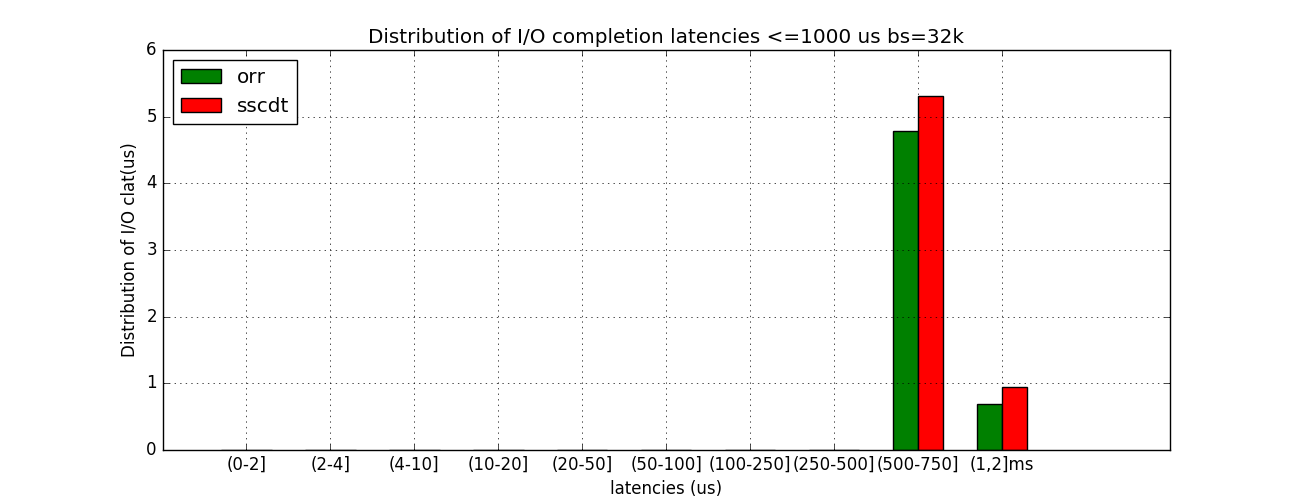 Distribution of I/O completion latencies <=1000 us bs=32k
6
5
4
3
2
1
0
Distribution of I/O clat(us)
orr
sscdt
(0-2] (2-4] (4-10] (10-20] (20-50] (50-100] (100-250] (250-500] (500-750] (1,2]ms
latencies (us)